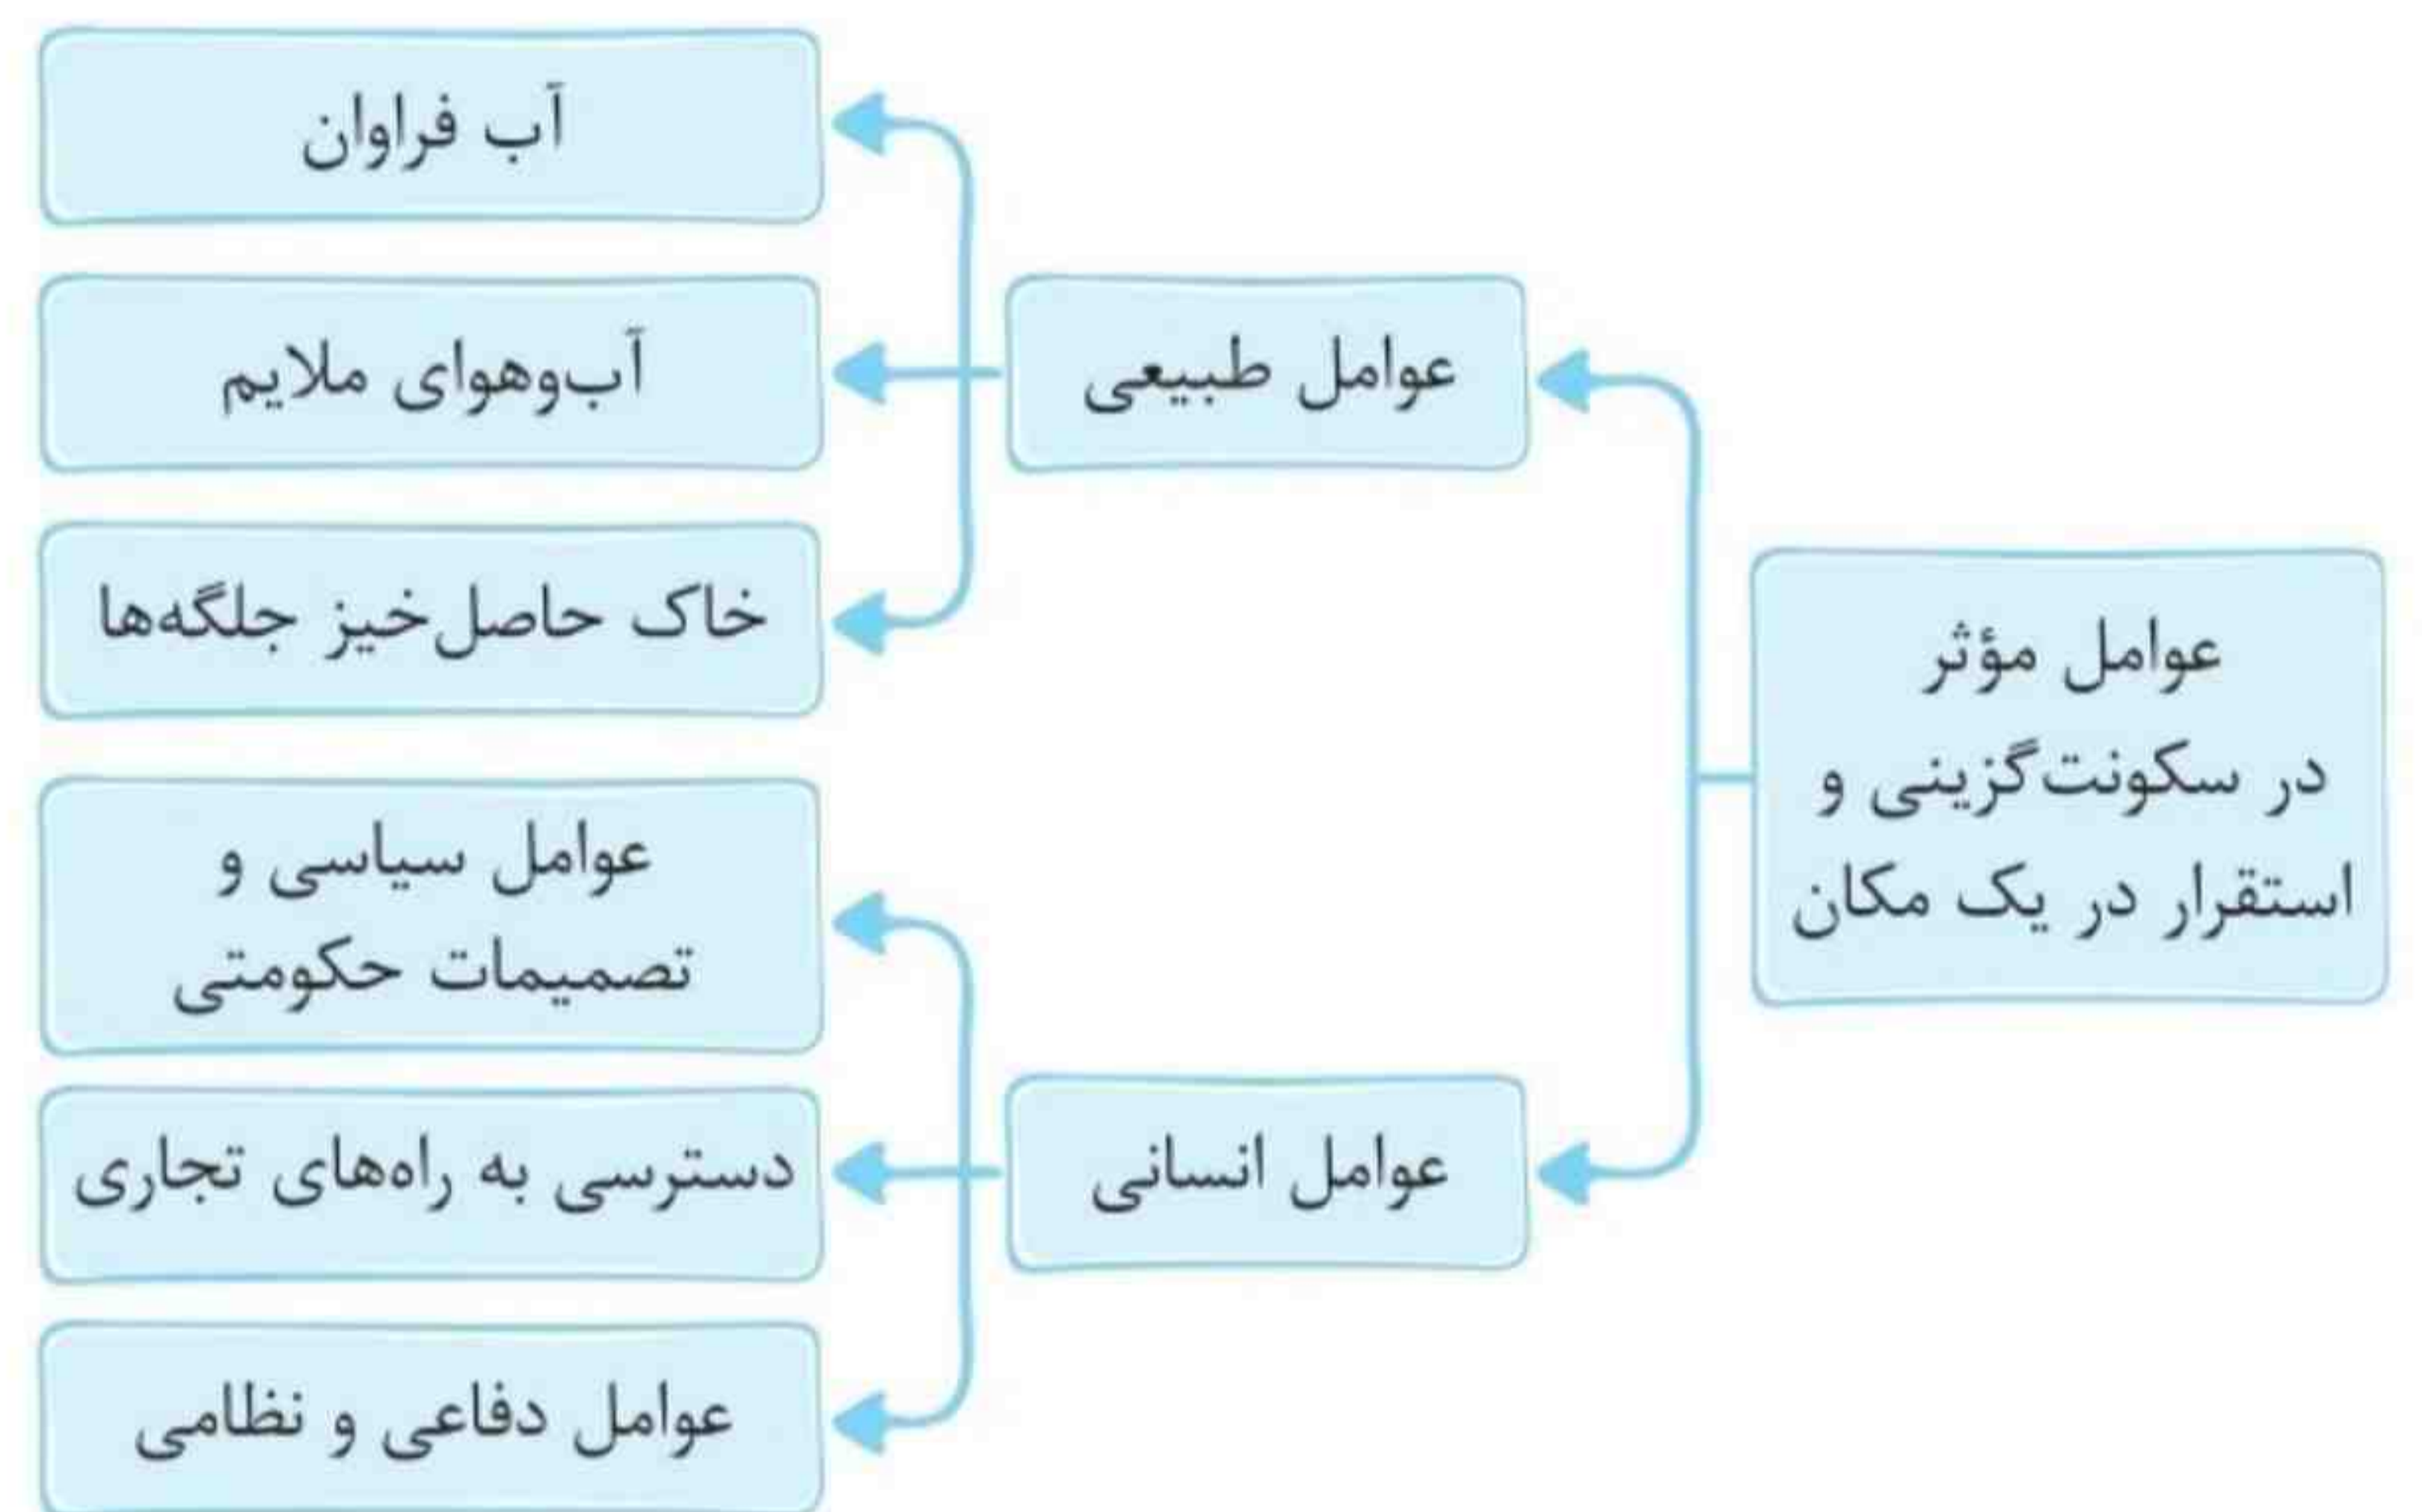 عوامل مؤثر
در سکونت‌گزینی و
استقرار در یک مکان
عوامل طبیعی
آب فراوان
آب‌وهوای ملایم
خاک حاصل‌خیز جلگه‌ها
عوامل انسانی
عوامل سیاسی و
تصمیمات حکومتی
دسترسی به راه‌های تجاری
عوامل دفاعی و نظامی